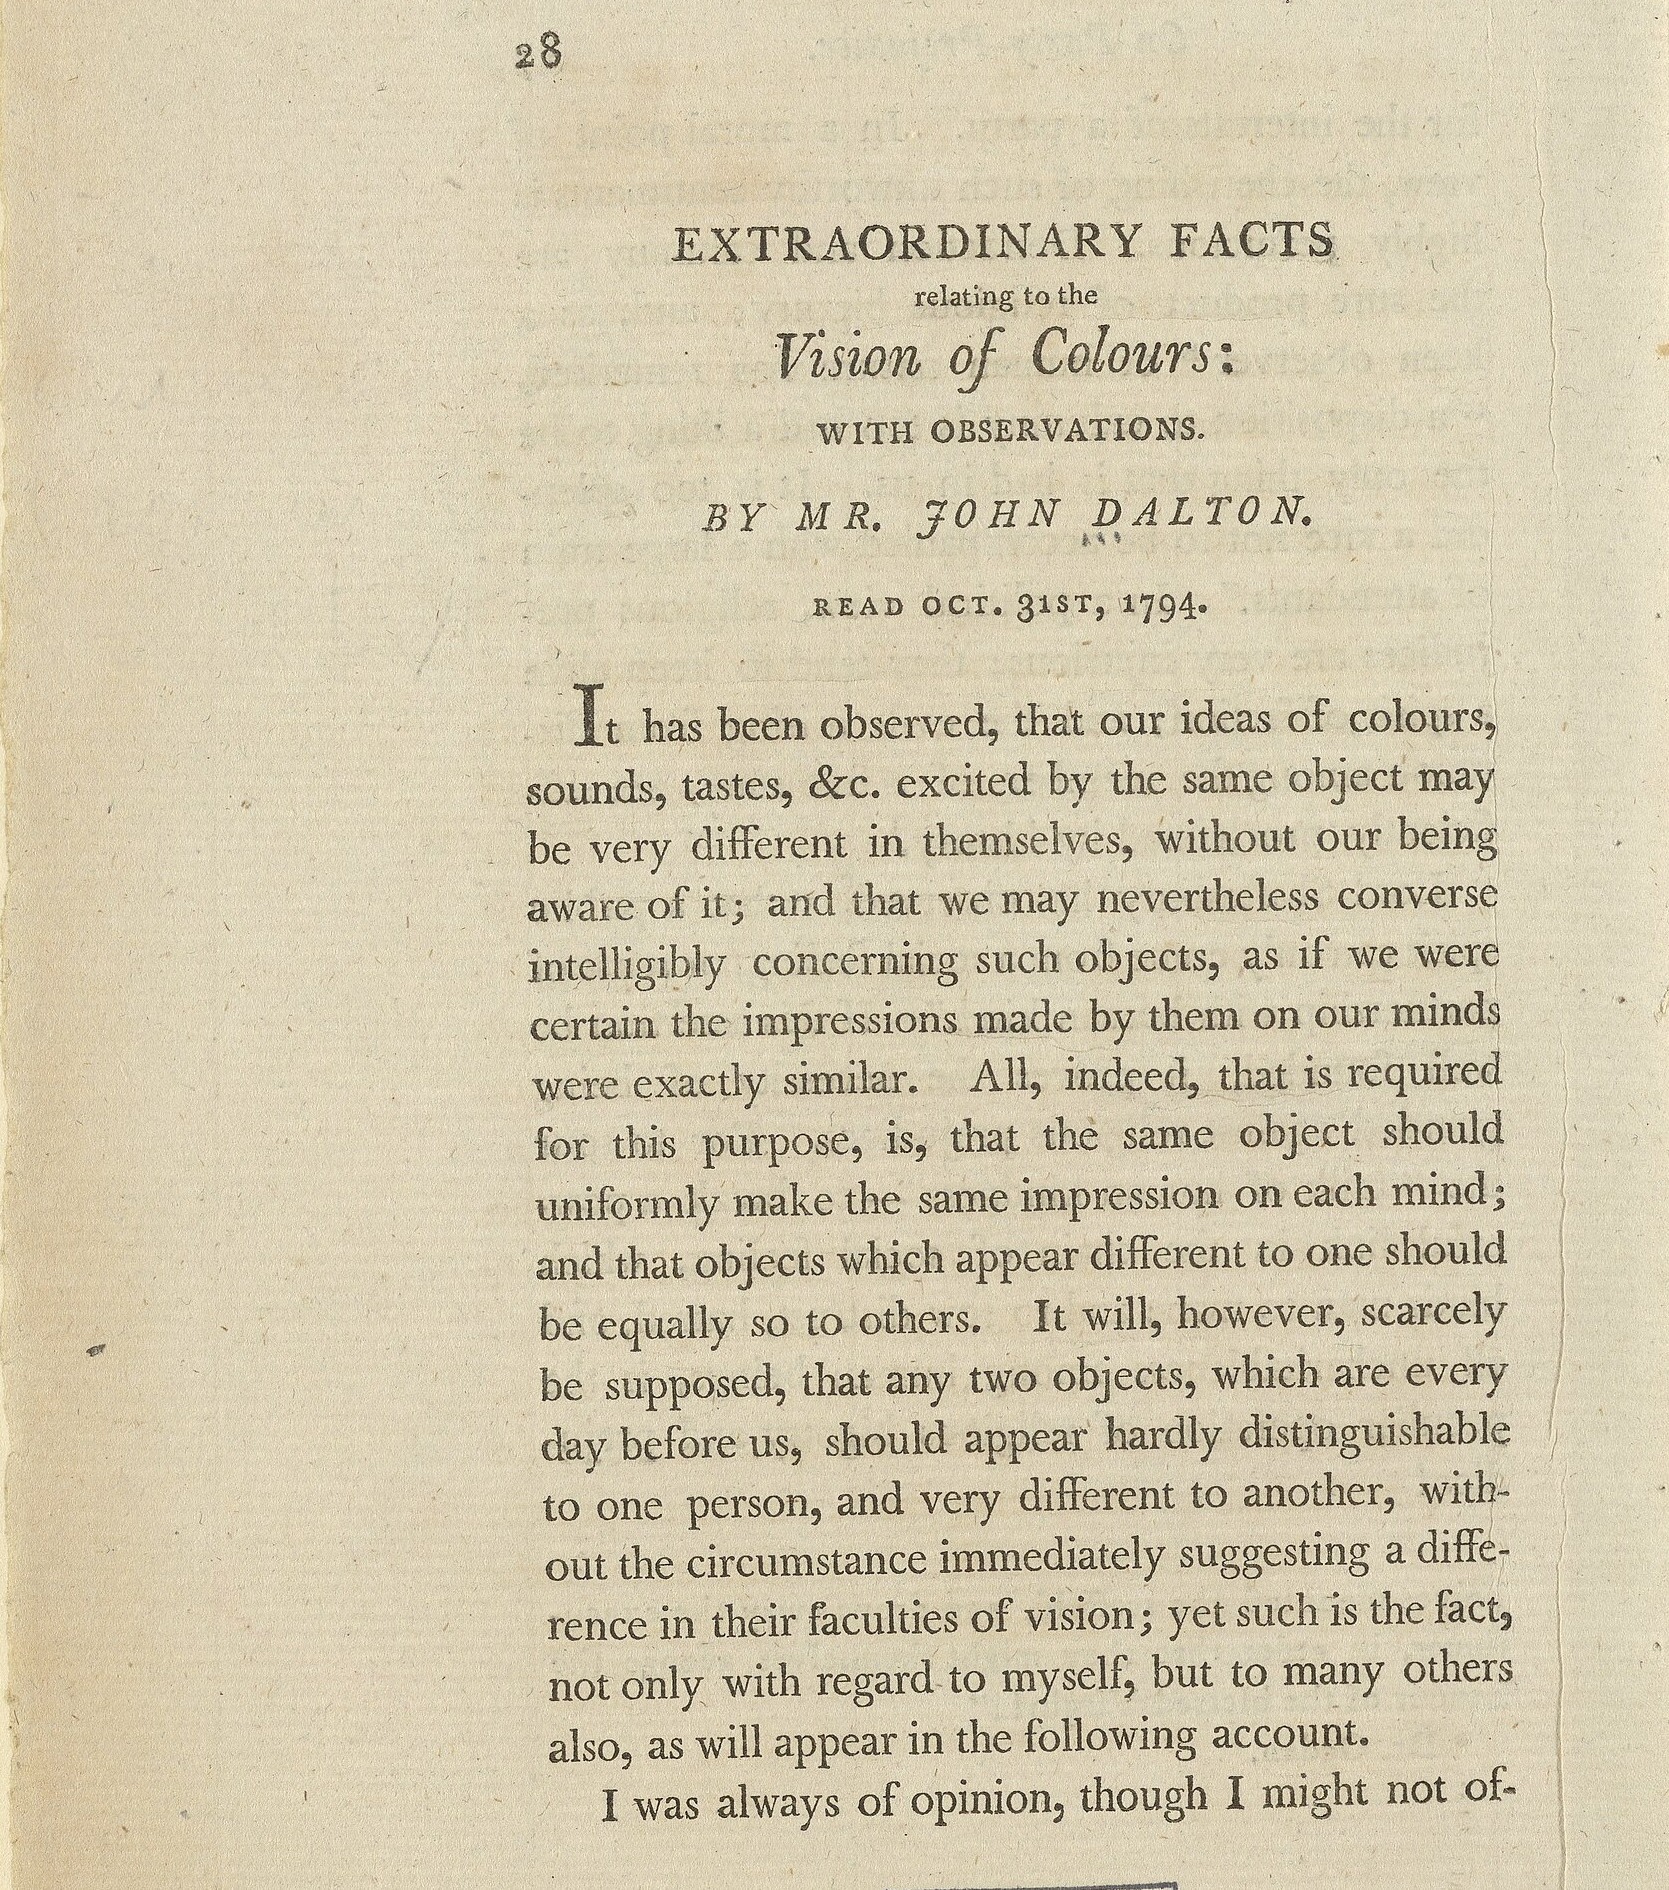 28
EXTRAORDINARY FACTS
relating to the
Vision of Colours:
WITH OBSERVATIONS.
BY MR. JOHN DALTON.
READ OCT. 31ST, 1794.
It has been observed, that our ideas of colours,
sounds, tastes, &c. excited by the same object may
be very different in themselves, without our being
aware of it; and that we may nevertheless converse
intelligibly concerning such objects, as if we were
certain the impressions made by them on our minds
were exactly similar. All, indeed, that is required
for this purpose, is, that the same object should
uniformly make the same impression on each mind;
and that objects which appear different to one should
be equally so to others. It will, however, scarcely
be supposed, that any two objects, which are every
day before us, should appear hardly distinguishable
to one person, and very different to another, with-
out the circumstance immediately suggesting a diffe-
rence in their faculties of vision; yet such is the fact,
not only with regard to myself, but to many others
also, as will appear in the following account.
I was always of opinion, though I might not of-